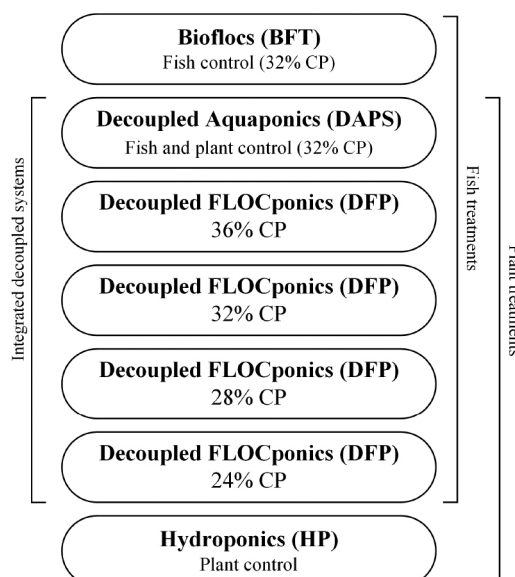 Bioflocs (BFT)
Fish control (32% CP)
Decoupled Aquaponics (DAPS)
Fish and plant control (32% CP)
Decoupled FLOCponics (DFP)
36% CP
Decoupled FLOCponics (DFP)
32% CP
Decoupled FLOCponics (DFP)
28% CP
Decoupled FLOCponics (DFP)
24% CP
Hydroponics (HP)
Plant control
Integrated decoupled systems
Fish treatments
Plant treatments